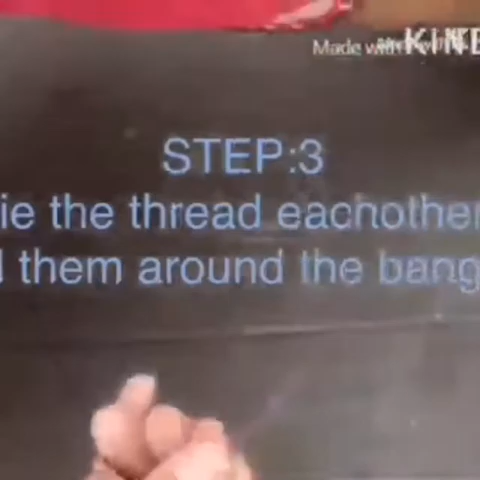 Made with KINE
STEP:3
ie the thread eachother
them around the bang